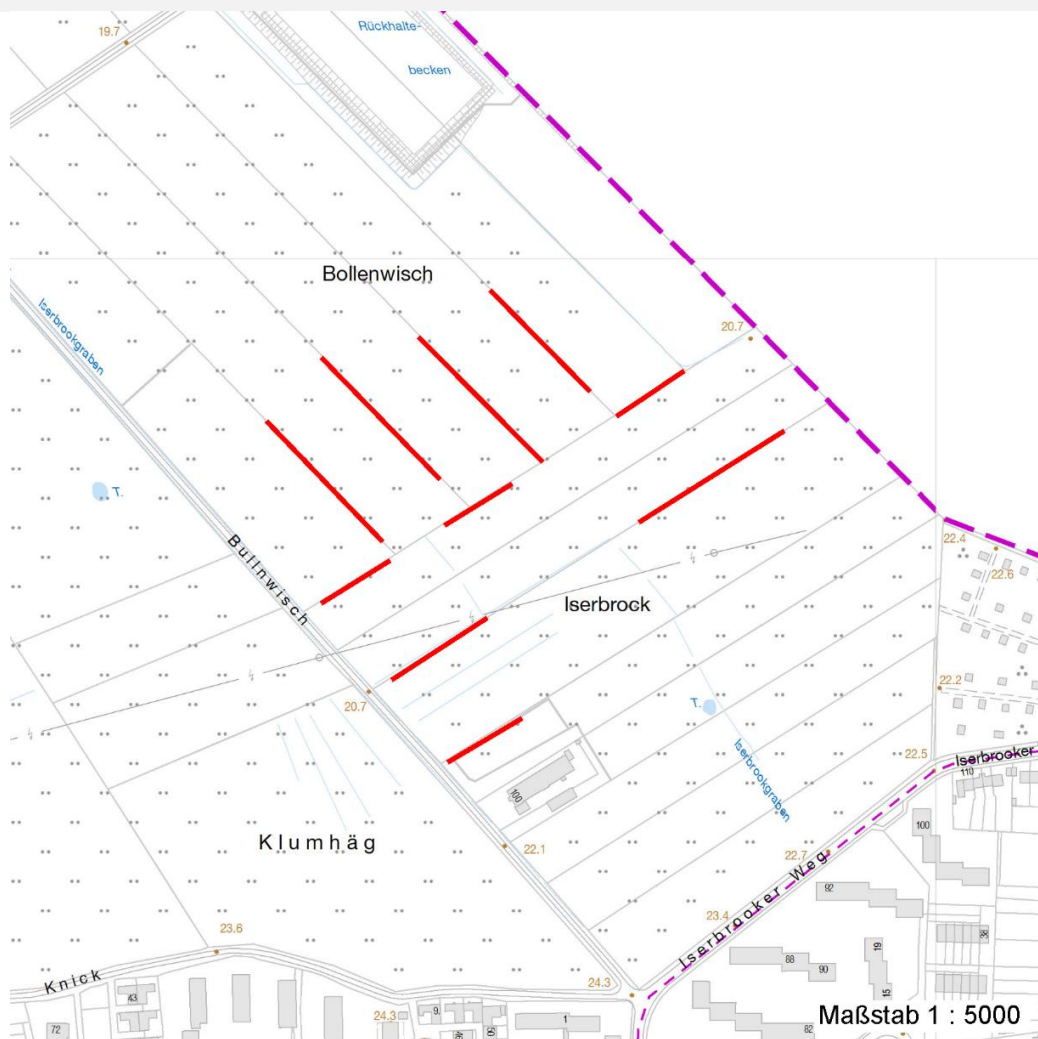 19.7
Rückhalte-
becken
Bollenwisch
Iserbrookgraben
20.7
T.
Bullnwisch
22.4
22.6
Iserbrock
20.7
22.2
T.
Iserbrookgraben
22.5
Iserbrooker
110
100
Klumhäg
22.1
100
22.7
92
Iserbrooker Weg
23.4
23.6
19
38
88
90
Knick
24.3
15
43
24.3
9.
1
72
50
82
Maßstab 1 : 5000